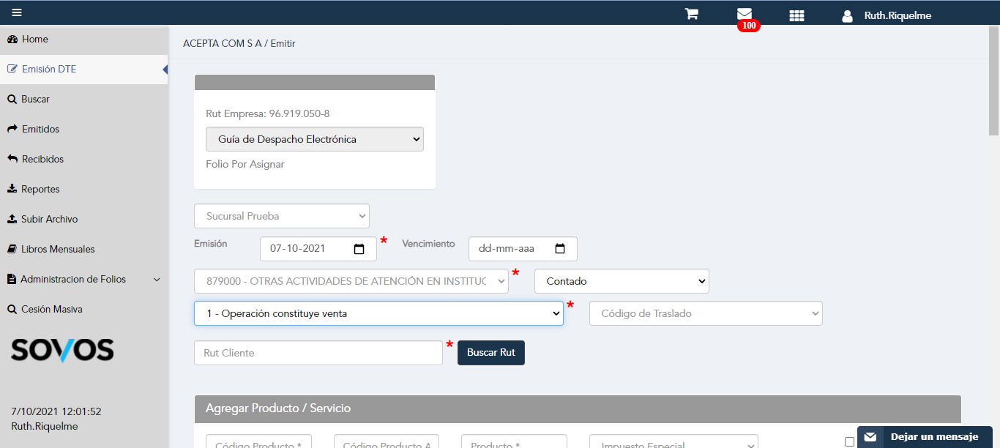 Ruth.Riquelme
100
Home
Emisión DTE
Buscar
Emitidos
Recibidos
Reportes
Subir Archivo
Libros Mensuales
Administracion de Folios
Cesión Masiva
SOVOS
7/10/2021 12:01:52
Ruth.Riquelme
ACEPTA COM S A / Emitir
Rut Empresa: 96.919.050-8
Guía de Despacho Electrónica
Folio Por Asignar
Sucursal Prueba
Emisión 07-10-2021 * Vencimiento dd-mm-aaa
879000 - OTRAS ACTIVIDADES DE ATENCIÓN EN INSTITUC * Contado
1 - Operación constituye venta * Código de Traslado
Rut Cliente * Buscar Rut
Agregar Producto / Servicio
Código Producto * Código Producto A Producto * Impuesto Especial
Dejar un mensaje